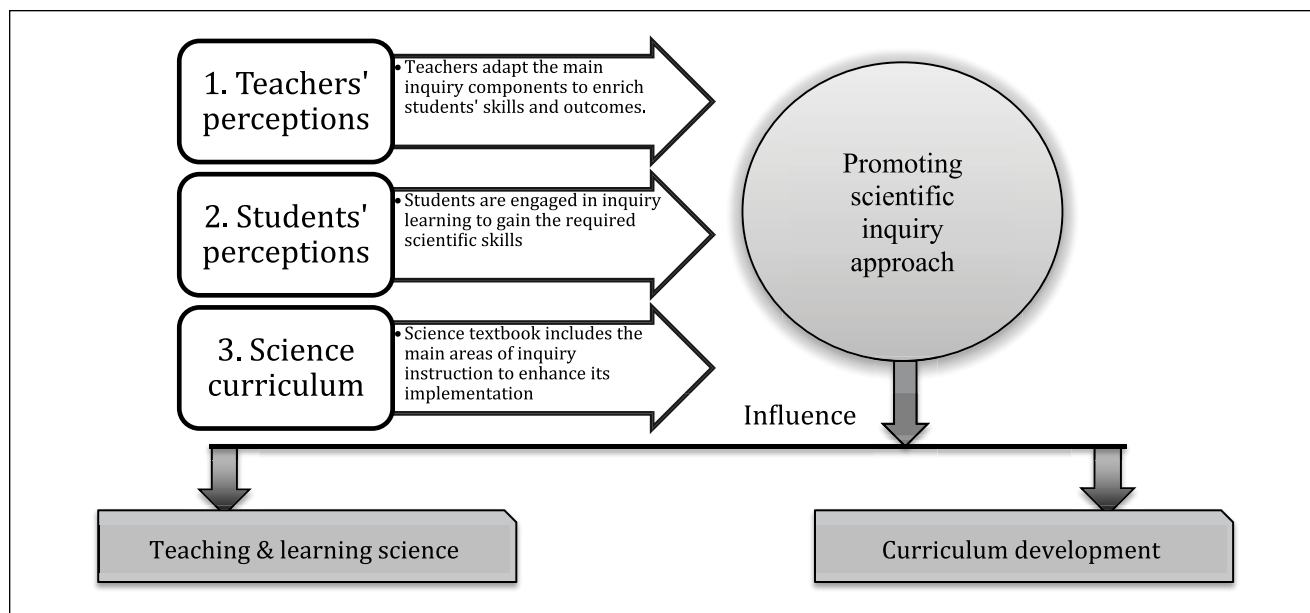 1. Teachers'
perceptions
• Teachers adapt the main
inquiry components to enrich
students' skills and outcomes.
2. Students'
perceptions
• Students are engaged in inquiry
learning to gain the required
scientific skills
3. Science
curriculum
• Science textbook includes the
main areas of inquiry
instruction to enhance its
implementation
Promoting
scientific
inquiry
approach
Influence
Teaching & learning science
Curriculum development